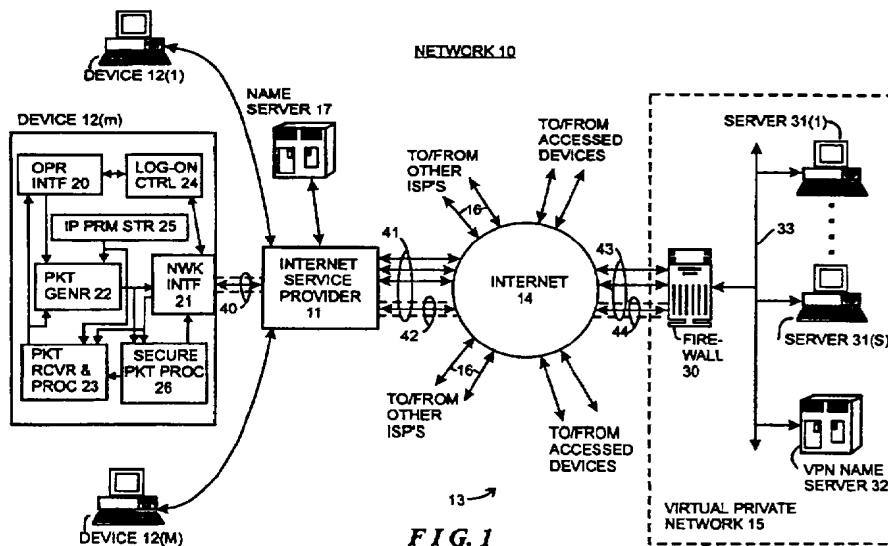 NETWORK 10
DEVICE 12(1)
NAME
SERVER 17
DEVICE 12(m)
OPR
INTF 20
LOG-ON
CTRL 24
IP PRM STR 25
PKT
GENR 22
NWK
INTF
21
PKT
RCVR &
PROC 23
SECURE
PKT PROC
26
40
INTERNET
SERVICE
PROVIDER
11
41
42
TO/FROM
OTHER
ISP'S
16
TO/FROM
ACCESSED
DEVICES
INTERNET
14
16
TO/FROM
OTHER
ISP'S
TO/FROM
ACCESSED
DEVICES
43
44
FIRE-
WALL
30
SERVER 31(1)
33
SERVER 31(S)
VPN NAME
SERVER 32
VIRTUAL PRIVATE
NETWORK 15
DEVICE 12(M)
13
FIG. 1